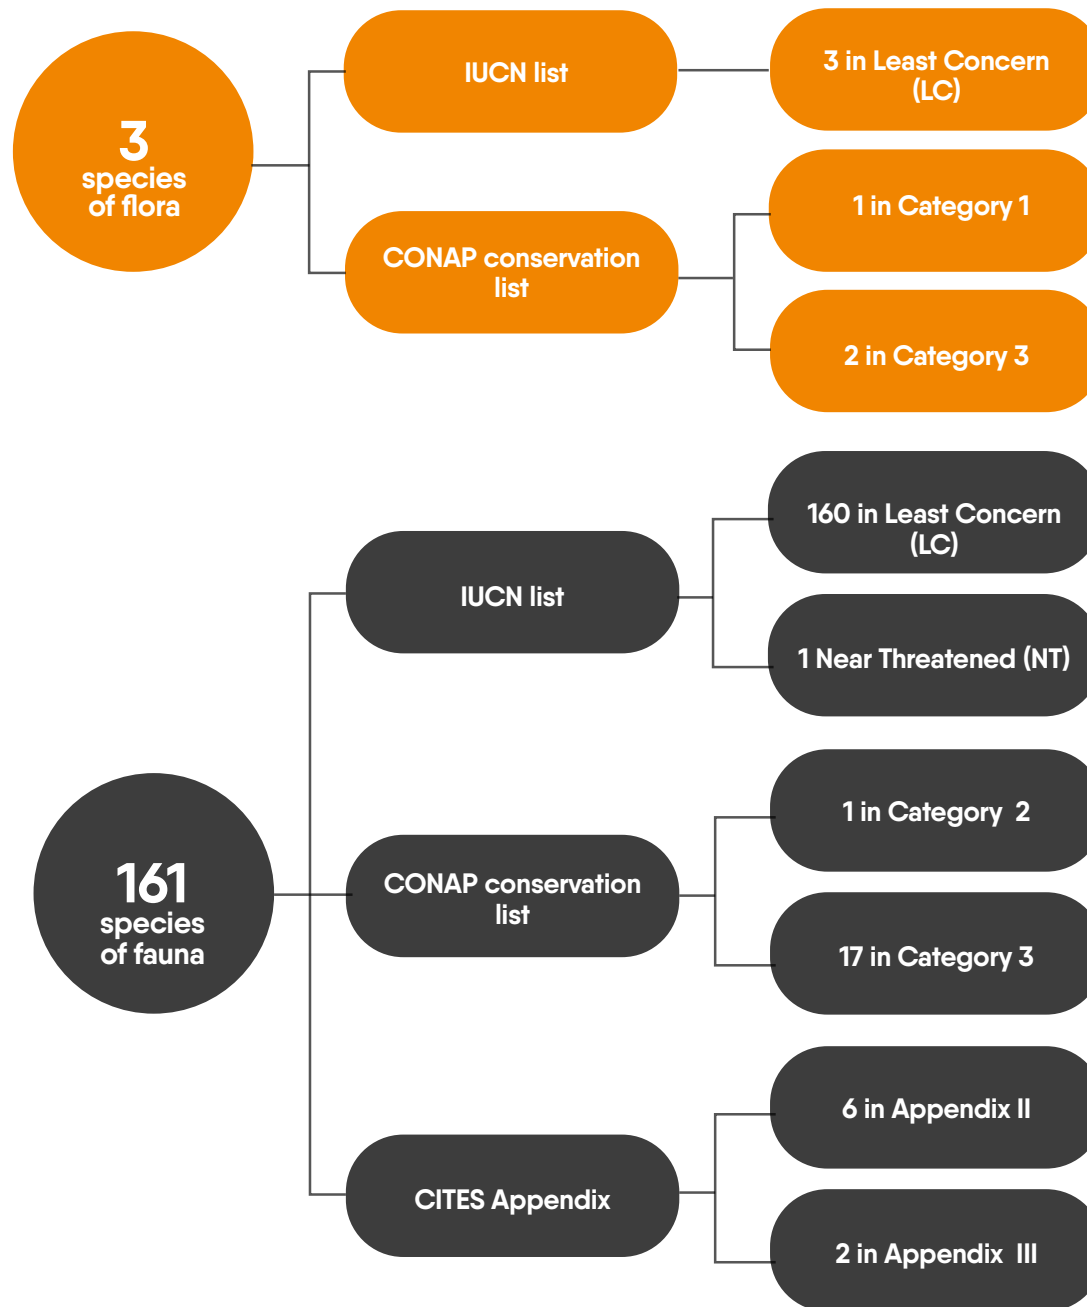 3
species
of flora
IUCN list
3 in Least Concern
(LC)
CONAP conservation
list
1 in Category 1
2 in Category 3
161
species
of fauna
IUCN list
160 in Least Concern
(LC)
1 Near Threatened (NT)
CONAP conservation
list
1 in Category 2
17 in Category 3
CITES Appendix
6 in Appendix II
2 in Appendix III